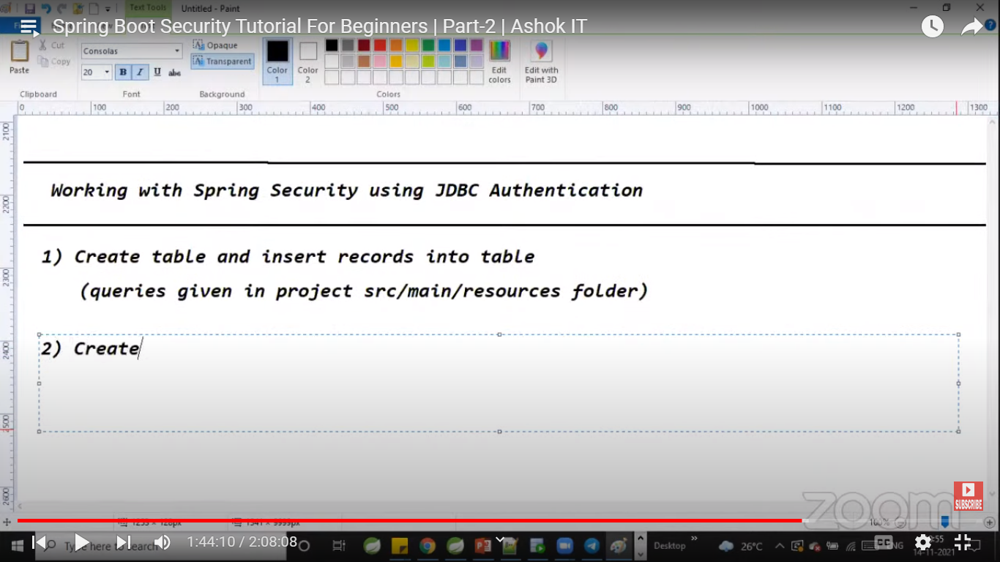 Text Tools
Untitled - Paint
Spring Boot Security Tutorial For Beginners | Part-2 | Ashok IT
Paste
Cut
Copy
Clipboard
Consolas
20
B I U abc
Font
Opaque
Transparent
Background
Color 1
Color 2
Colors
Edit colors
Edit with Paint 3D
0 100 200 300 400 500 600 700 800 900 1000 1100 1200 1300
2100
2200
2300
2400
2500
2600
Working with Spring Security using JDBC Authentication
1) Create table and insert records into table
(queries given in project src/main/resources folder)
2) Create
zoom
SUBSCRIBE
100%
Type here to search
1:44:10 / 2:08:08
Desktop
26°C
CC
14-11-2021